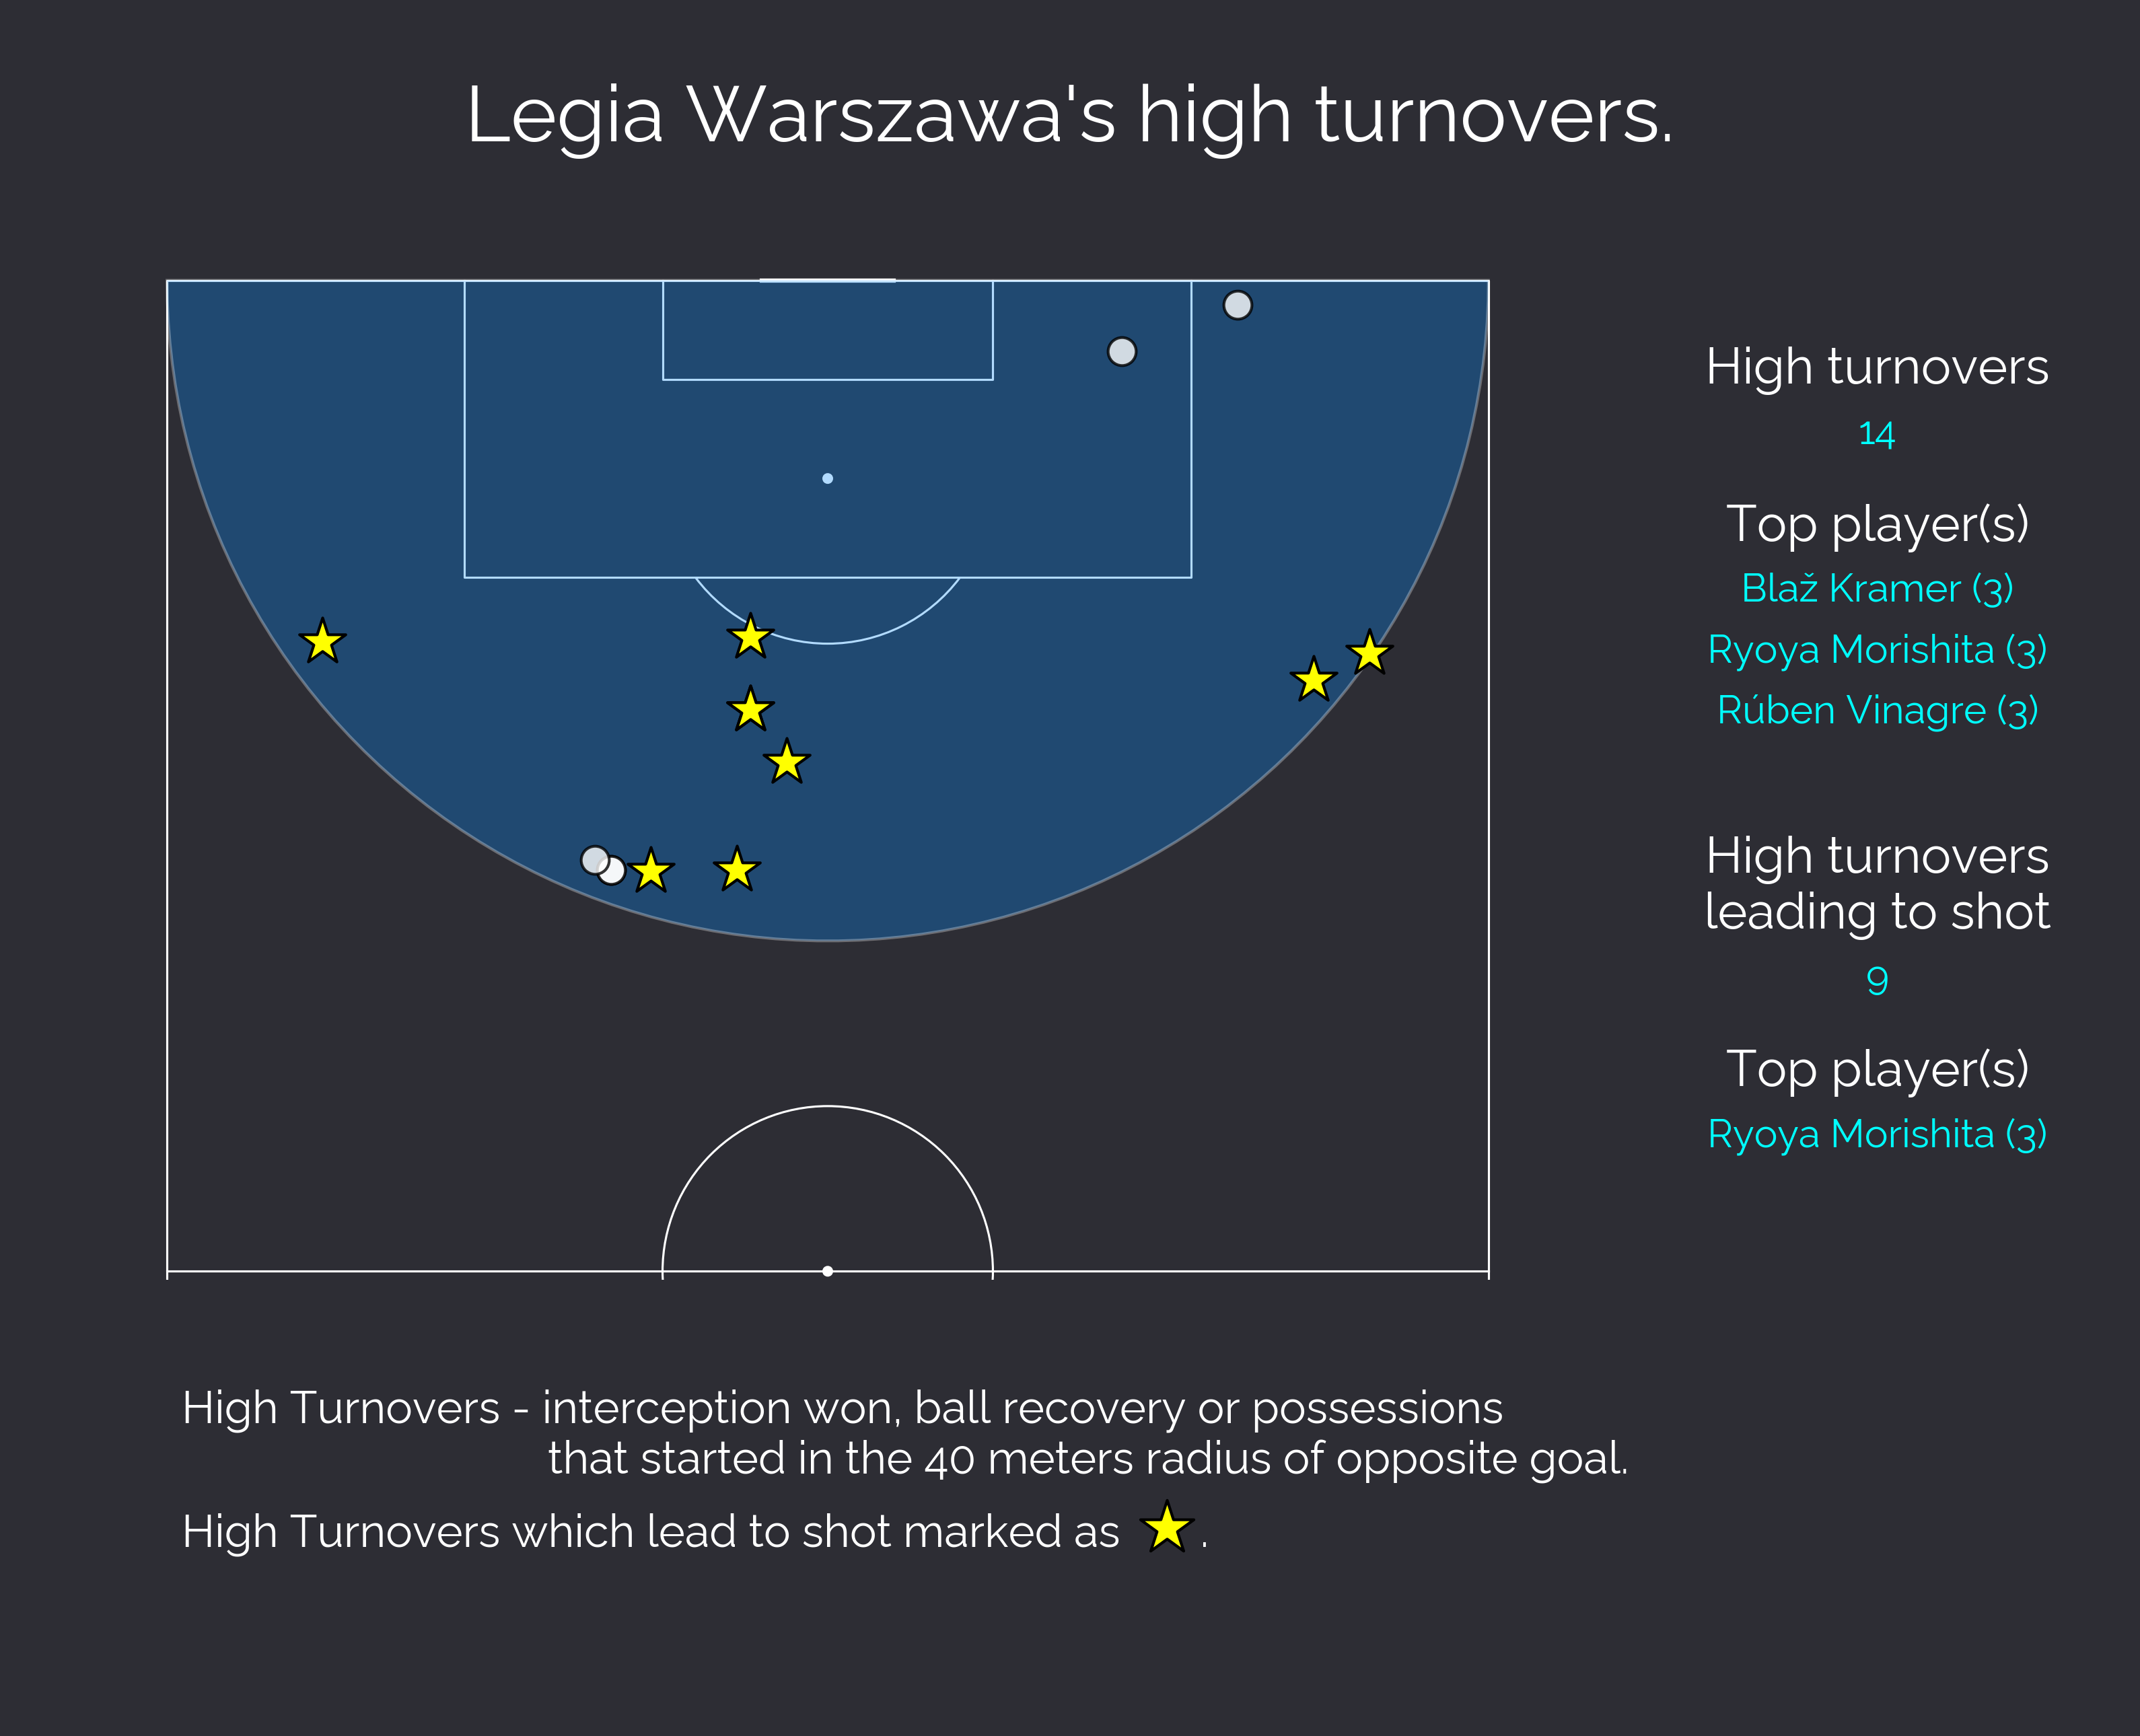 Legia Warszawa's high turnovers.
High turnovers
14
Top player(s)
Blaž Kramer (3)
Ryoya Morishita (3)
Rúben Vinagre (3)
High turnovers
leading to shot
9
Top player(s)
Ryoya Morishita (3)
High Turnovers - interception won, ball recovery or possessions
that started in the 40 meters radius of opposite goal.
High Turnovers which lead to shot marked as .